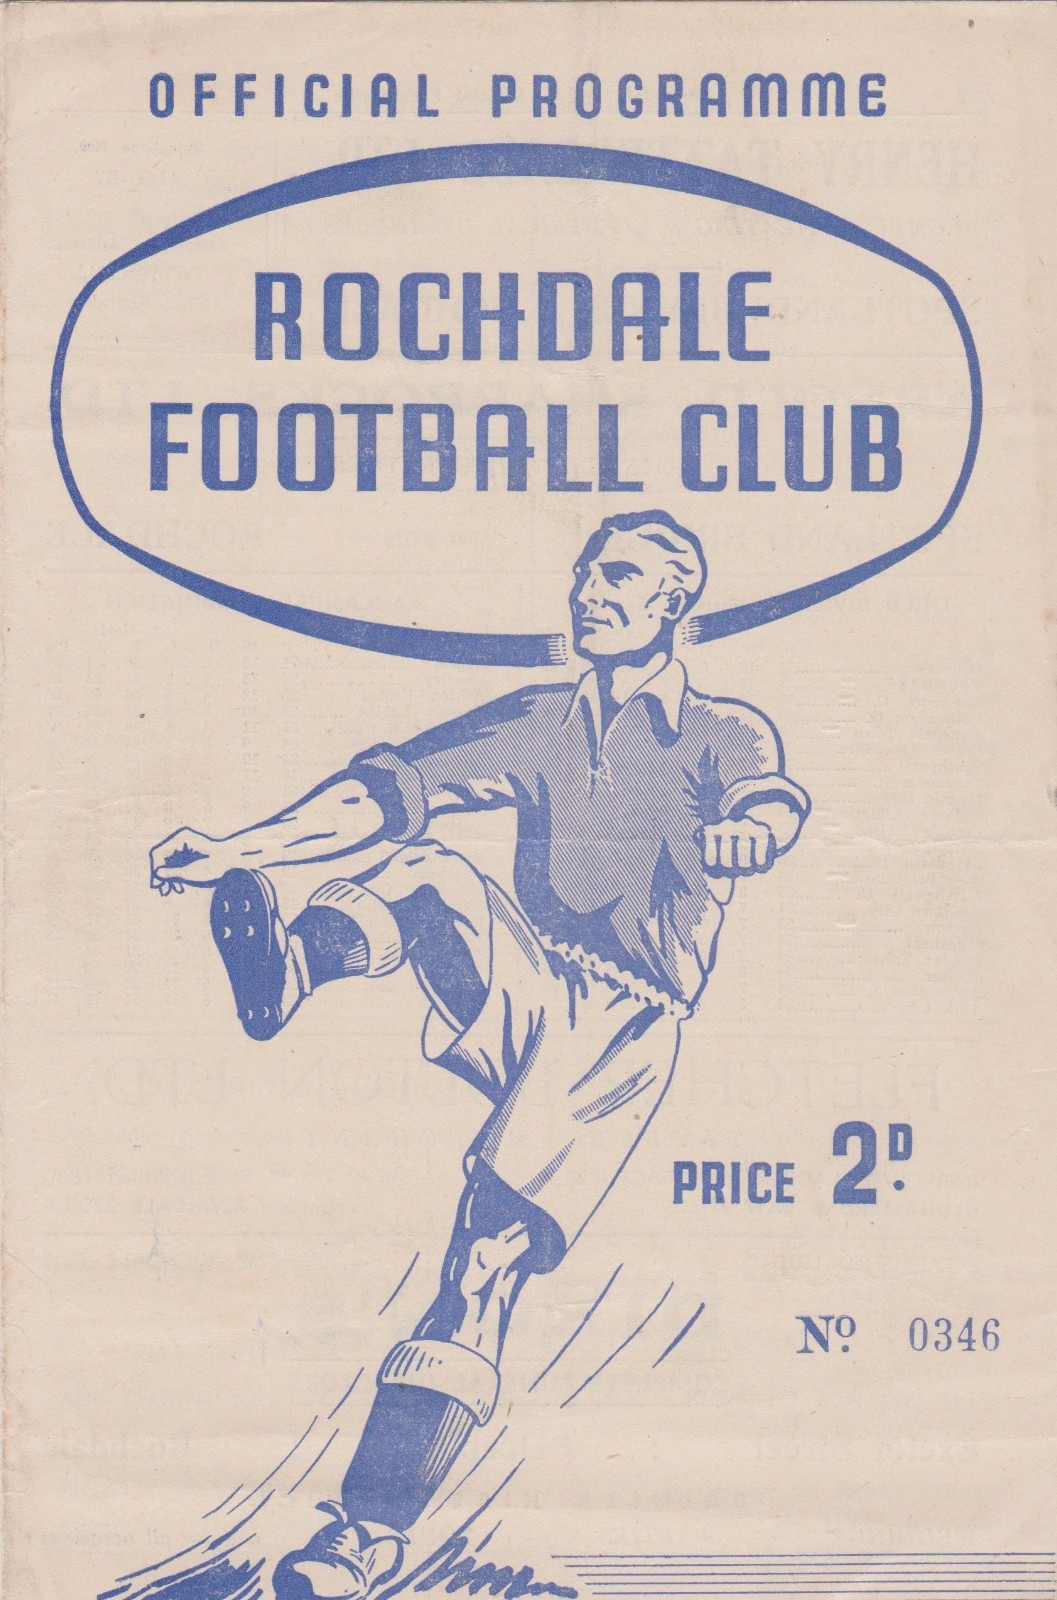 OFFICIAL PROGRAMME
ROCHDALE
FOOTBALL CLUB
PRICE 2D.
No. 0346